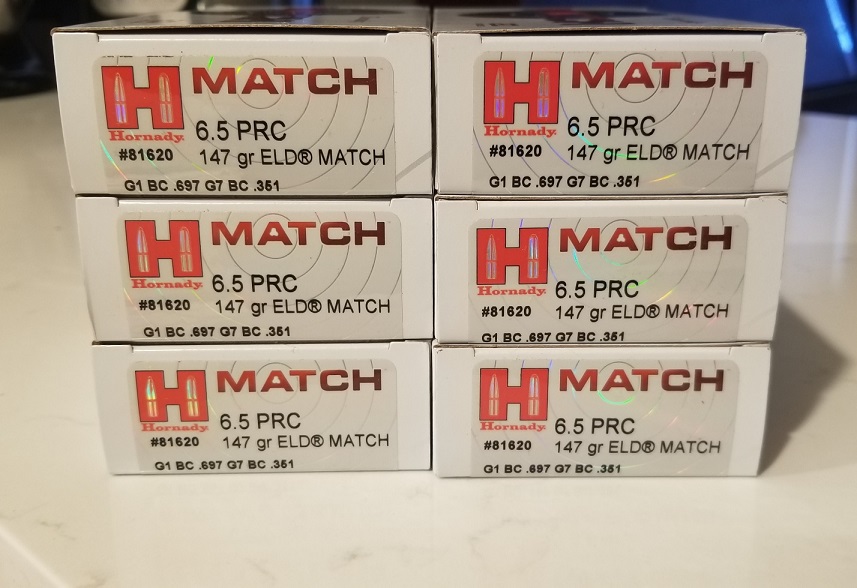 H MATCH
Hornady
6.5 PRC
#81620 147 gr ELD® MATCH
G1 BC .697 G7 BC .351
H MATCH
Hornady
6.5 PRC
#81620 147 gr ELD® MATCH
G1 BC .697 G7 BC .351
H MATCH
Hornady
6.5 PRC
#81620 147 gr ELD® MATCH
G1 BC .697 G7 BC .351
H MATCH
Hornady
6.5 PRC
#81620 147 gr ELD® MATCH
G1 BC .697 G7 BC .351
H MATCH
Hornady
6.5 PRC
#81620 147 gr ELD® MATCH
G1 BC .697 G7 BC .351
H MATCH
Hornady
6.5 PRC
#81620 147 gr ELD® MATCH
G1 BC .697 G7 BC .351